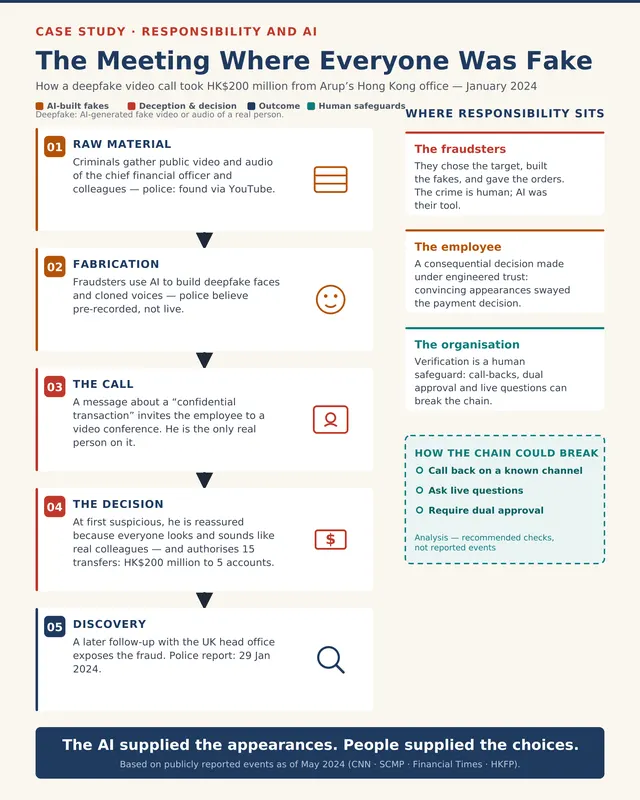 CASE STUDY · RESPONSIBILITY AND AI
The Meeting Where Everyone Was Fake
How a deepfake video call took HK$200 million from Arup's Hong Kong office — January 2024
AI-built fakes
Deception & decision
Outcome
Human safeguards
Deepfake: AI-generated fake video or audio of a real person.
01
RAW MATERIAL
Criminals gather public video and audio
of the chief financial officer and
colleagues — police: found via YouTube.
02
FABRICATION
Fraudsters use AI to build deepfake faces
and cloned voices — police believe
pre-recorded, not live.
03
THE CALL
A message about a “confidential
transaction” invites the employee to a
video conference. He is the only real
person on it.
04
THE DECISION
At first suspicious, he is reassured
because everyone looks and sounds like
real colleagues — and authorises 15
transfers: HK$200 million to 5 accounts.
$
05
DISCOVERY
A later follow-up with the UK head office
exposes the fraud. Police report: 29 Jan
2024.
WHERE RESPONSIBILITY SITS
The fraudsters
They chose the target, built
the fakes, and gave the orders.
The crime is human; AI was
their tool.
The employee
A consequential decision made
under engineered trust:
convincing appearances swayed
the payment decision.
The organisation
Verification is a human
safeguard: call-backs, dual
approval and live questions can
break the chain.
HOW THE CHAIN COULD BREAK
Call back on a known channel
Ask live questions
Require dual approval
Analysis — recommended checks,
not reported events
The AI supplied the appearances. People supplied the choices.
Based on publicly reported events as of May 2024 (CNN · SCMP · Financial Times · HKFP).